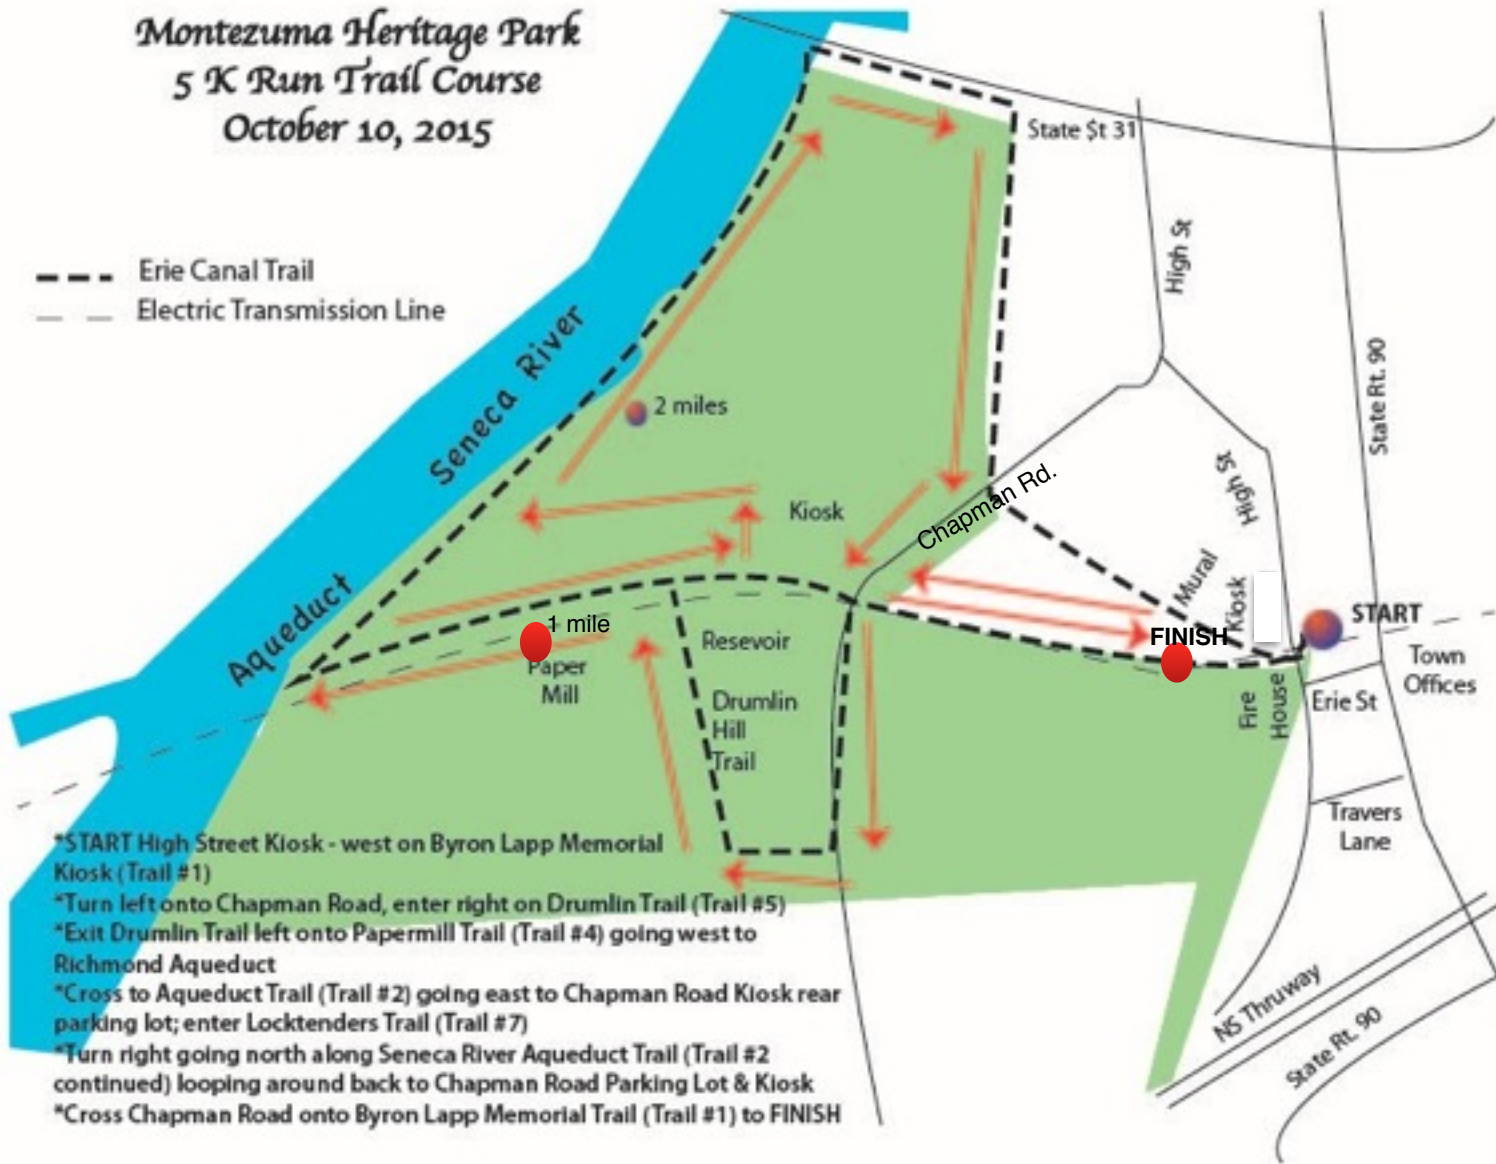 Montezuma Heritage Park
5 K Run Trail Course
October 10, 2015
Erie Canal Trail
Electric Transmission Line
State $t 31
High St
Seneca River
State Rt. 90
2 miles
High St
Kiosk
Chapman Rd.
Mural
Kiosk
Aqueduct
START
1 mile
FINISH
Resevoir
Paper
Mill
Town
Offices
Drumlin
Hill
Trail
Fire
House
Erie St
Travers
Lane
*START High Street Kiosk - west on Byron Lapp Memorial
Kiosk (Trail #1)
*Turn left onto Chapman Road, enter right on Drumlin Trail (Trail #5)
*Exit Drumlin Trail left onto Papermill Trail (Trail #4) going west to
Richmond Aqueduct
*Cross to Aqueduct Trail (Trail #2) going east to Chapman Road Kiosk rear
parking lot; enter Locktenders Trail (Trail #7)
*Turn right going north along Seneca River Aqueduct Trail (Trail #2
continued) looping around back to Chapman Road Parking Lot & Kiosk
*Cross Chapman Road onto Byron Lapp Memorial Trail (Trail #1) to FINISH
NS Thruway
State Rt. 90